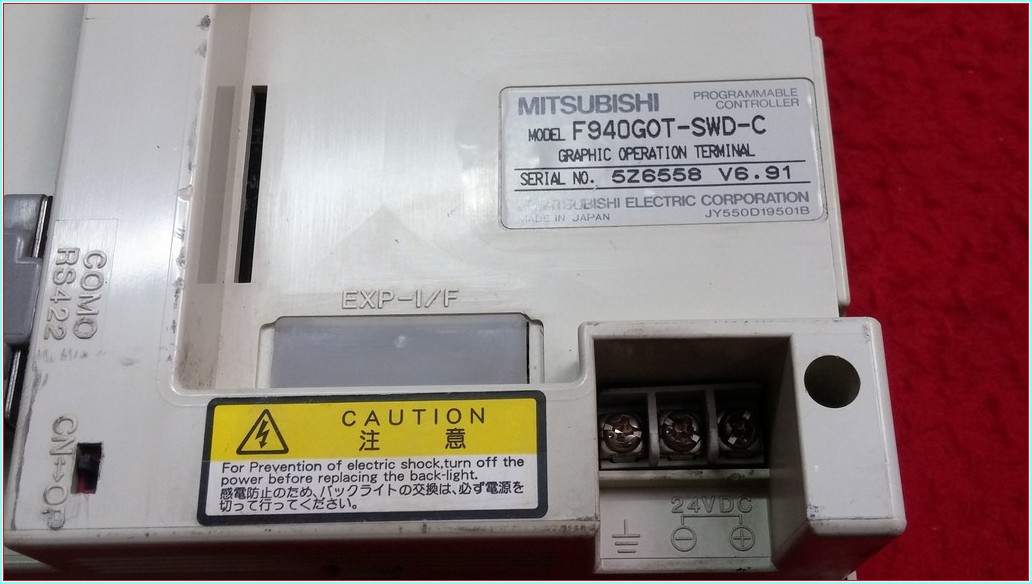 MITSUBISHI
PROGRAMMABLE
CONTROLLER
MODEL F940GOT-SWD-C
GRAPHIC OPERATION TERMINAL
SERIAL NO. 5Z6558 V6.91
MITSUBISHI ELECTRIC CORPORATION
MADE IN JAPAN JY550D19501B
COM0
RS422
EXP-I/F
CAUTION
注 意
For Prevention of electric shock,turn off the
power before replacing the back-light.
感電防止のため、バックライトの交換は、必ず電源を
切って行ってください。
24VDC